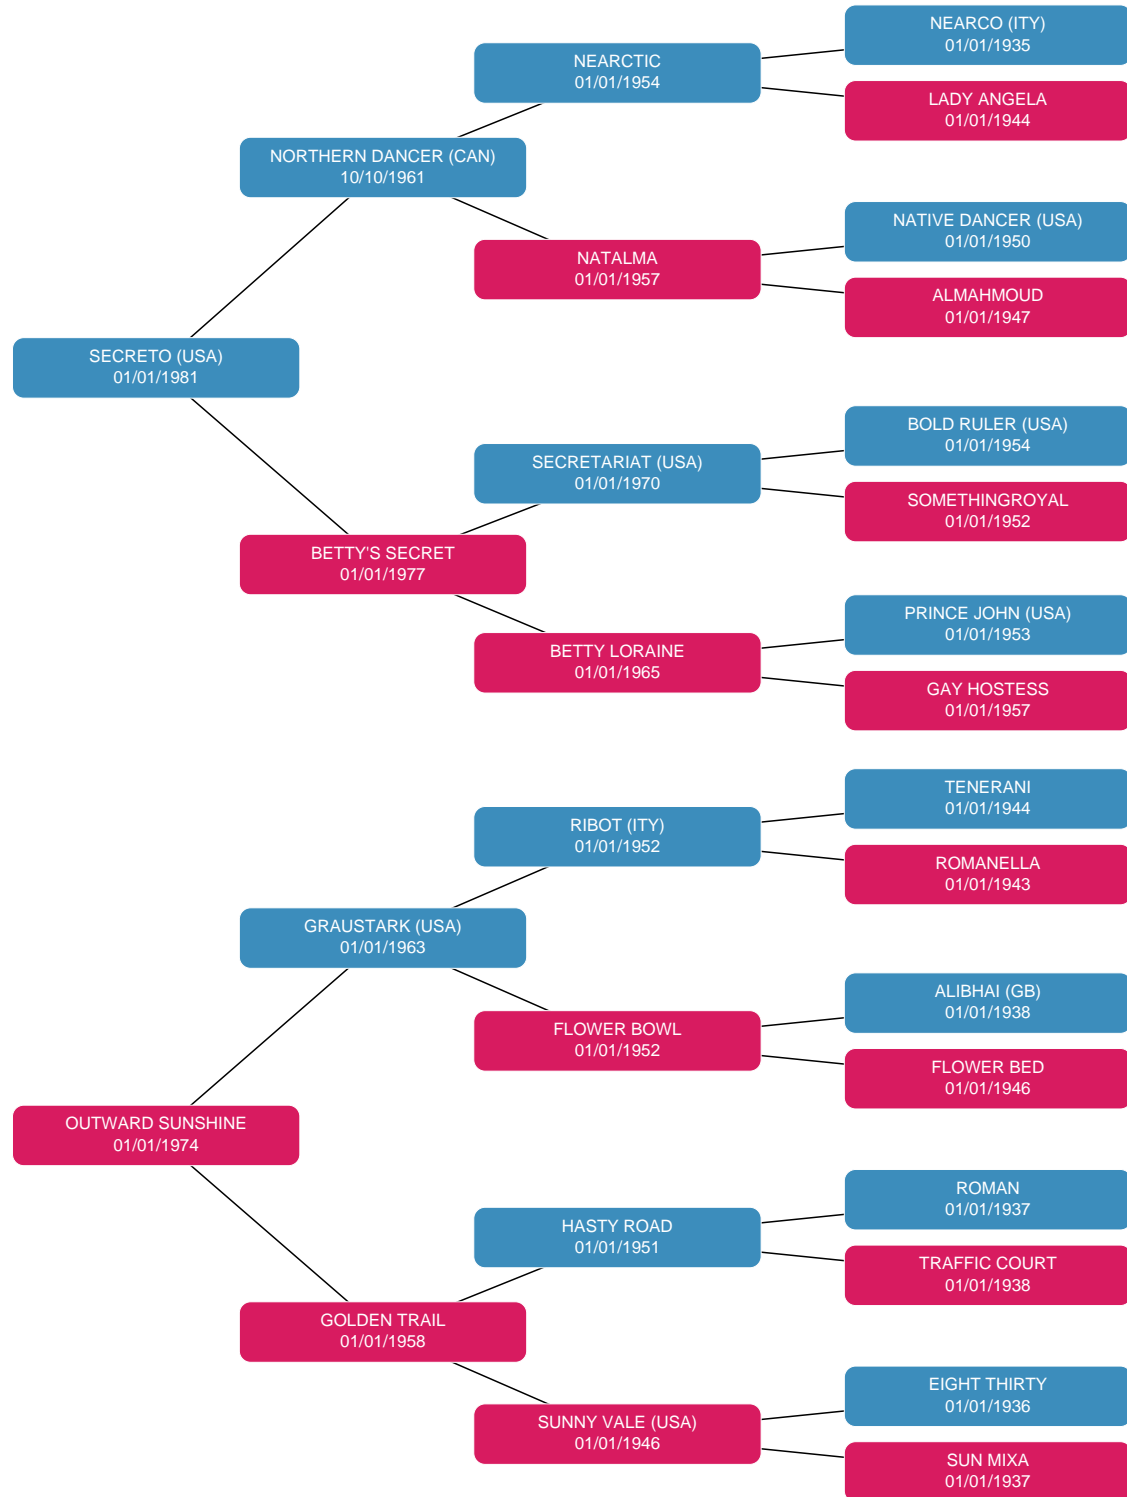 NEARCO (ITY)
01/01/1935
NEARCTIC
01/01/1954
LADY ANGELA
01/01/1944
NORTHERN DANCER (CAN)
10/10/1961
NATIVE DANCER (USA)
01/01/1950
NATALMA
01/01/1957
ALMAHMOUD
01/01/1947
SECRETO (USA)
01/01/1981
BOLD RULER (USA)
01/01/1954
SECRETARIAT (USA)
01/01/1970
SOMETHINGROYAL
01/01/1952
BETTY'S SECRET
01/01/1977
PRINCE JOHN (USA)
01/01/1953
BETTY LORAINE
01/01/1965
GAY HOSTESS
01/01/1957
TENERANI
01/01/1944
RIBOT (ITY)
01/01/1952
ROMANELLA
01/01/1943
GRAUSTARK (USA)
01/01/1963
ALIBHAI (GB)
01/01/1938
FLOWER BOWL
01/01/1952
FLOWER BED
01/01/1946
OUTWARD SUNSHINE
01/01/1974
ROMAN
01/01/1937
HASTY ROAD
01/01/1951
TRAFFIC COURT
01/01/1938
GOLDEN TRAIL
01/01/1958
EIGHT THIRTY
01/01/1936
SUNNY VALE (USA)
01/01/1946
SUN MIXA
01/01/1937